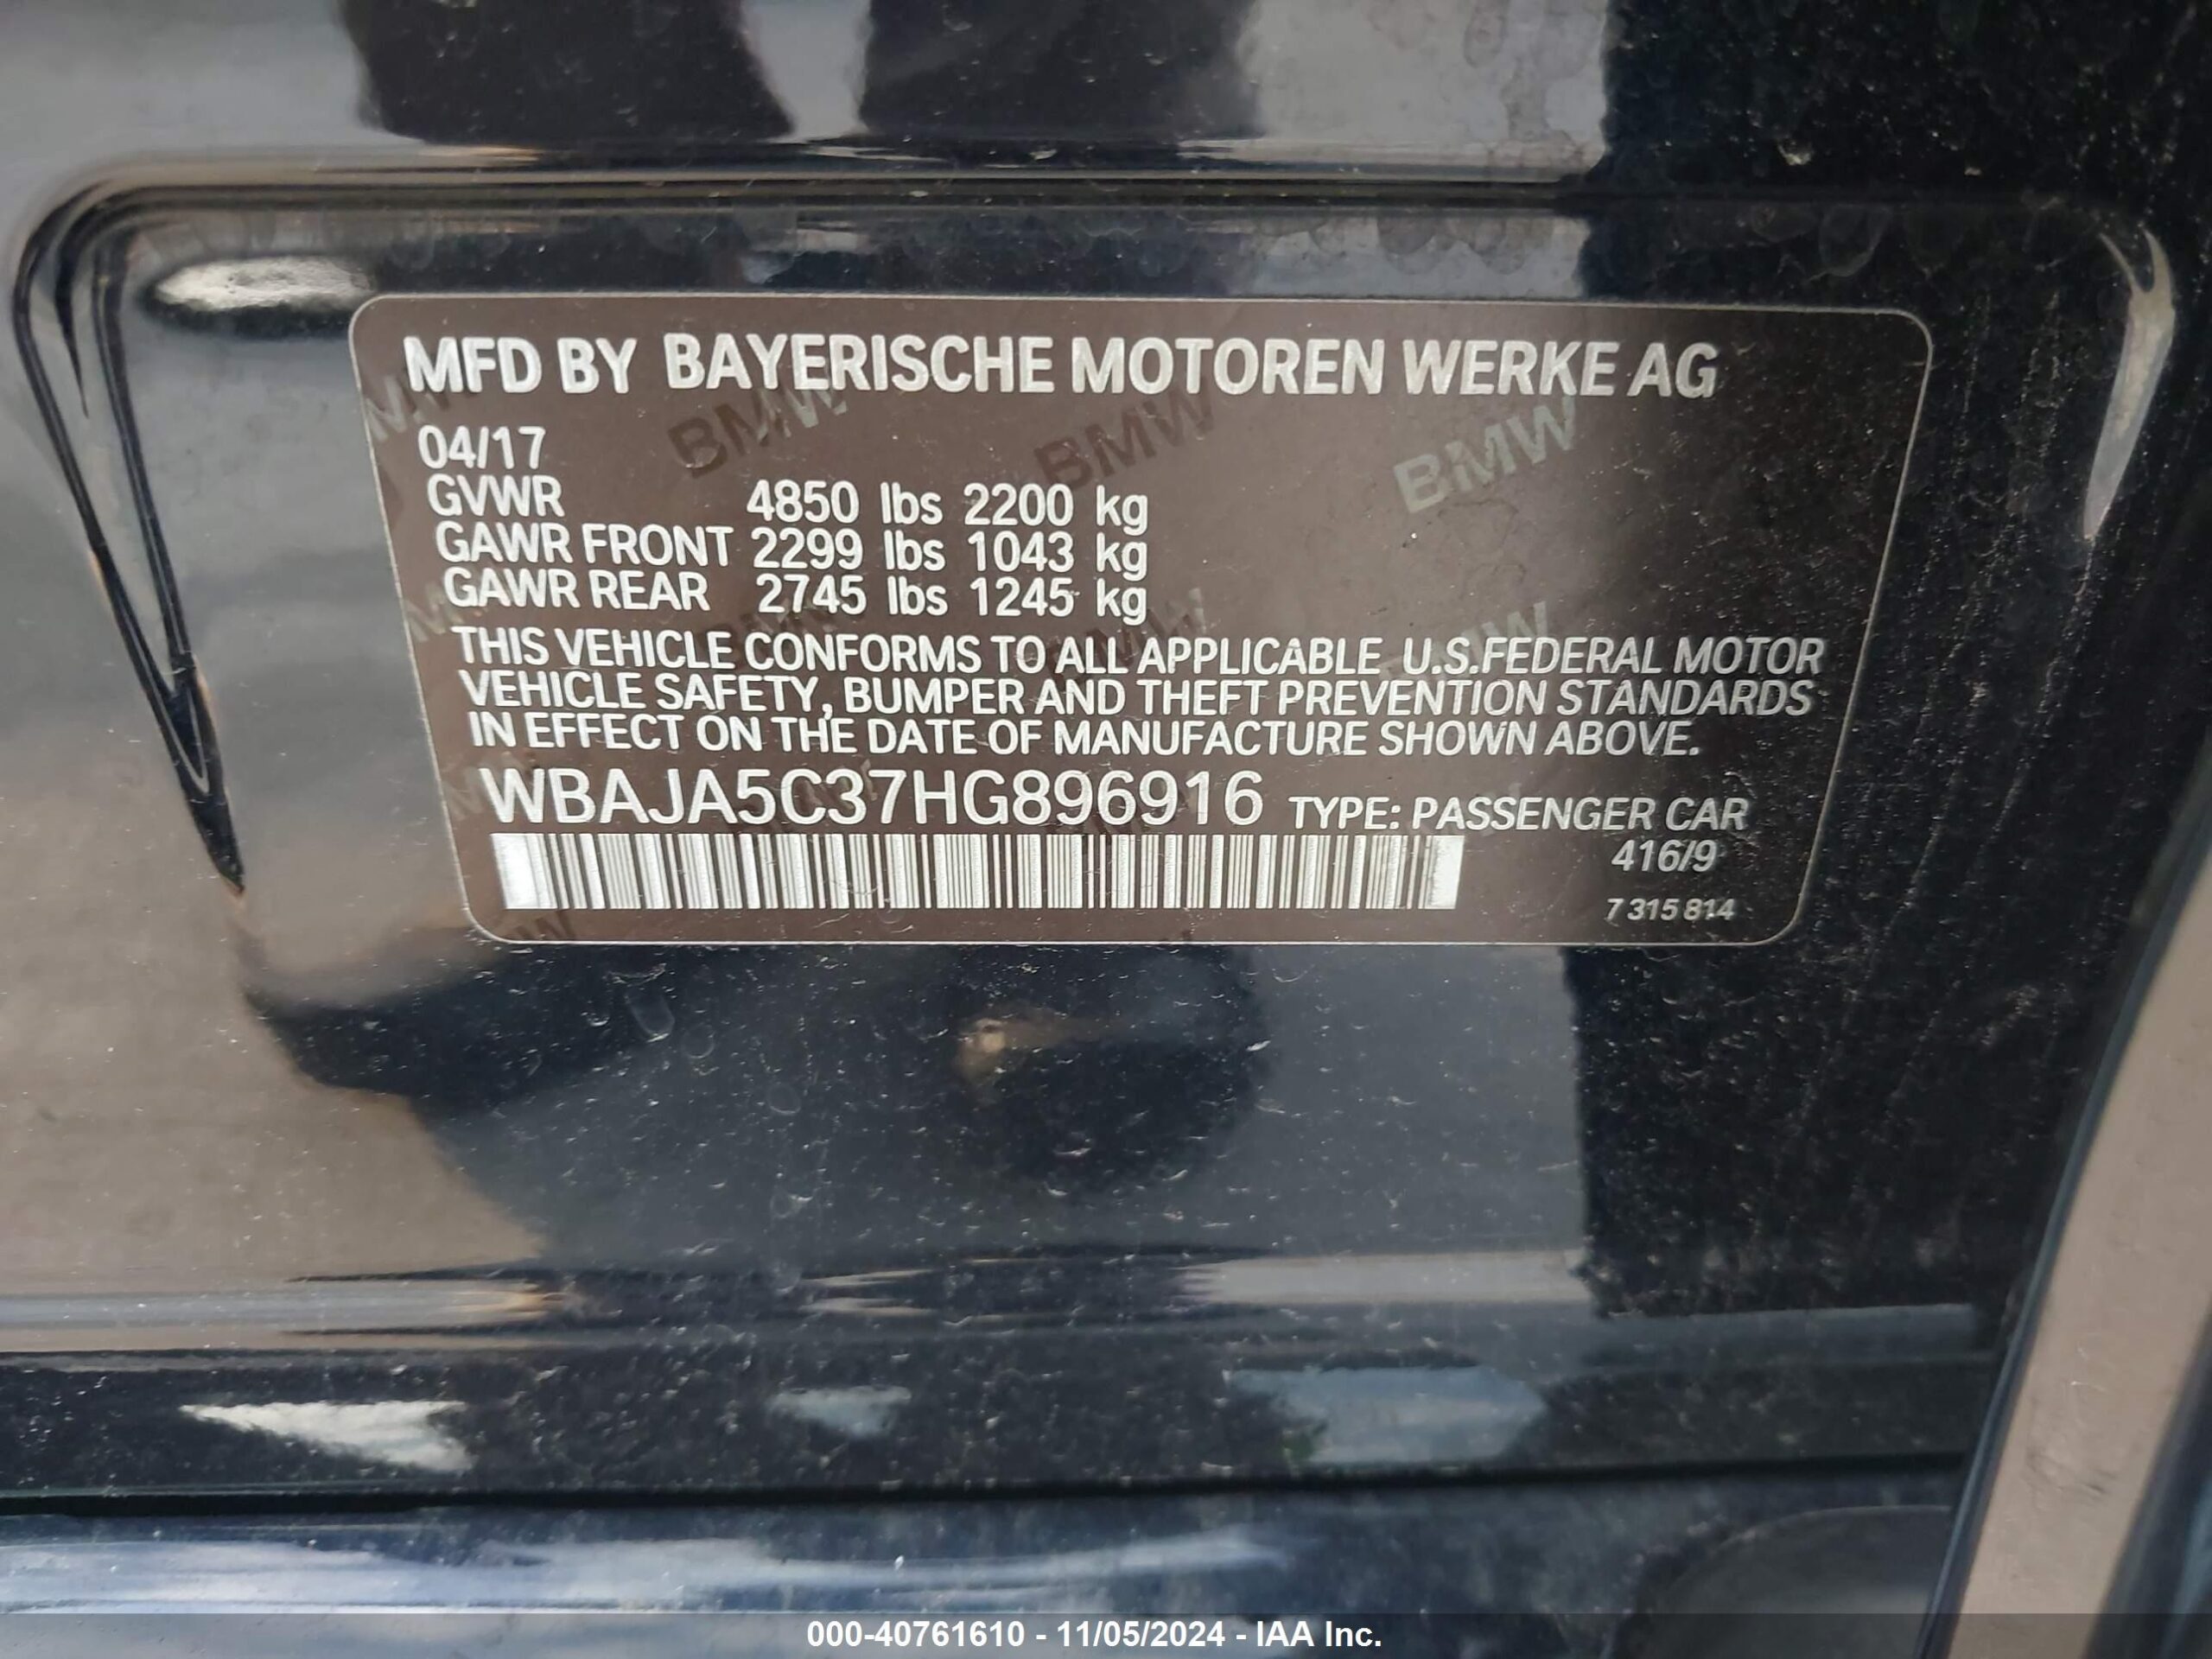 MFD BY BAYERISCHE MOTOREN WERKE AG
04/17
GVWR 4850 lbs 2200 kg
GAWR FRONT 2299 lbs 1043 kg
GAWR REAR 2745 lbs 1245 kg
THIS VEHICLE CONFORMS TO ALL APPLICABLE U.S.FEDERAL MOTOR
VEHICLE SAFETY, BUMPER AND THEFT PREVENTION STANDARDS
IN EFFECT ON THE DATE OF MANUFACTURE SHOWN ABOVE.
WBAJA5C37HG896916 TYPE: PASSENGER CAR
416/9
7 315 814
BMW BMW BMW
000-40761610 - 11/05/2024 - IAA Inc.